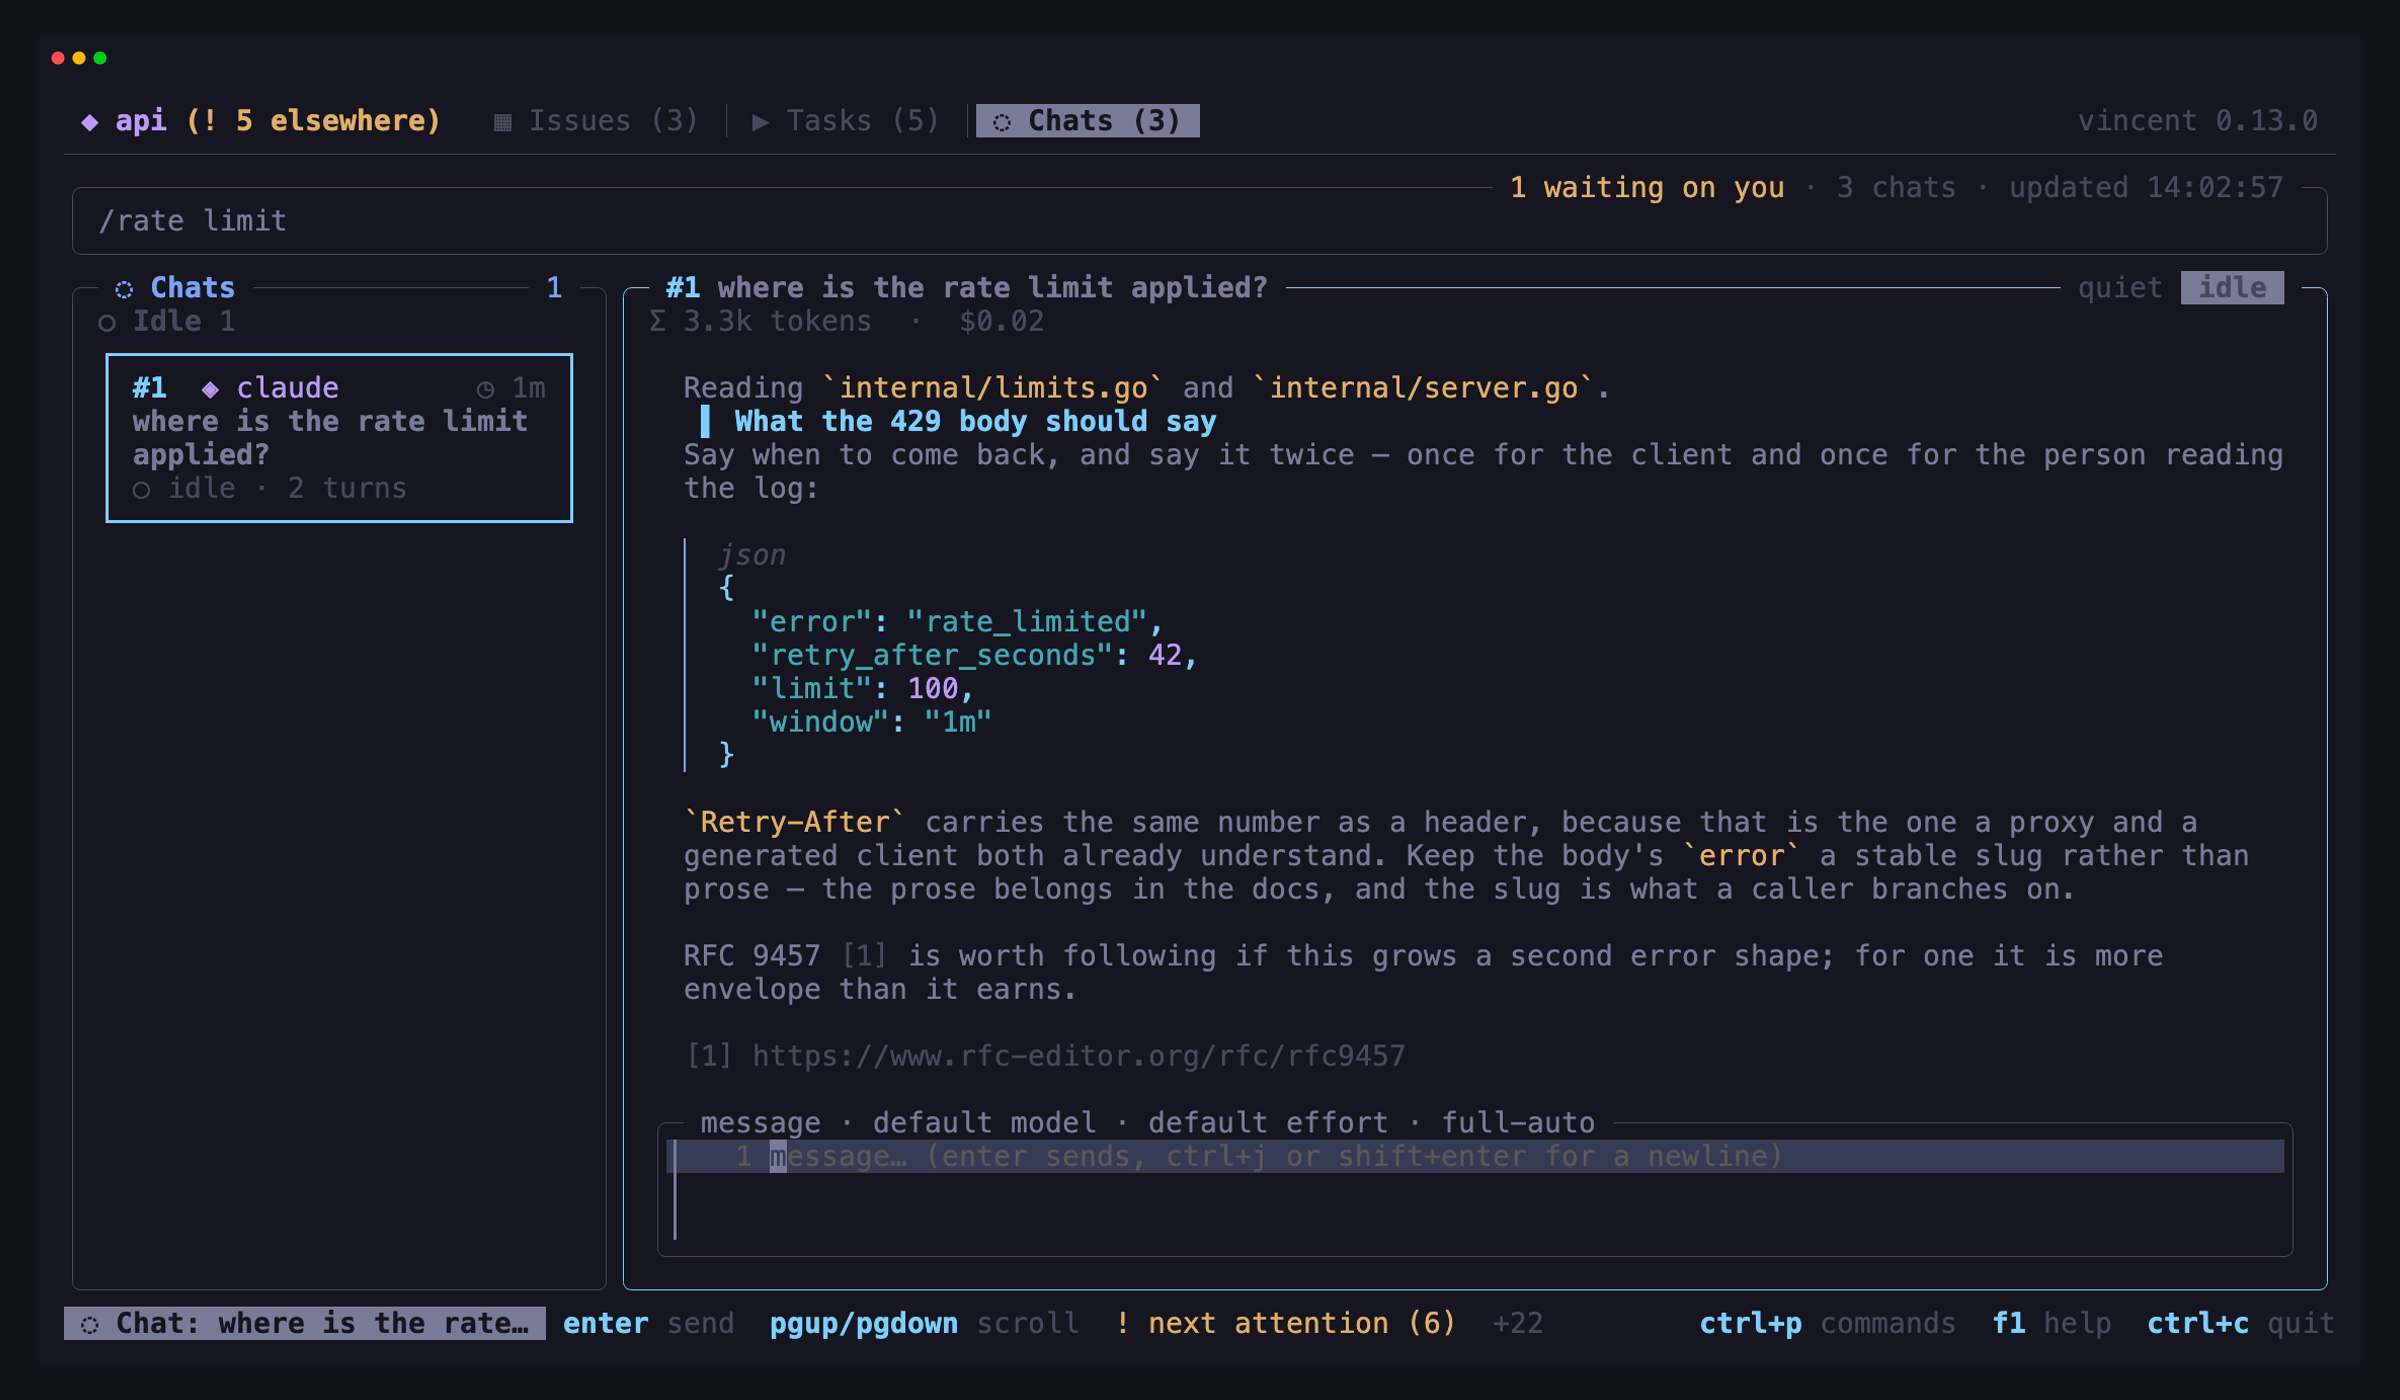 ◆ api (! 5 elsewhere) ▦ Issues (3) ▶ Tasks (5) ◌ Chats (3) vincent 0.13.0
1 waiting on you · 3 chats · updated 14:02:57
/rate limit
◌ Chats 1
○ Idle 1
#1 ◈ claude ◷ 1m
where is the rate limit
applied?
○ idle · 2 turns
#1 where is the rate limit applied? quiet idle
Σ 3.3k tokens · $0.02
Reading `internal/limits.go` and `internal/server.go`.
What the 429 body should say
Say when to come back, and say it twice — once for the client and once for the person reading
the log:
json
{
"error": "rate_limited",
"retry_after_seconds": 42,
"limit": 100,
"window": "1m"
}
`Retry-After` carries the same number as a header, because that is the one a proxy and a
generated client both already understand. Keep the body's `error` a stable slug rather than
prose — the prose belongs in the docs, and the slug is what a caller branches on.
RFC 9457 [1] is worth following if this grows a second error shape; for one it is more
envelope than it earns.
[1] https://www.rfc-editor.org/rfc/rfc9457
message · default model · default effort · full-auto
1 message… (enter sends, ctrl+j or shift+enter for a newline)
◌ Chat: where is the rate… enter send pgup/pgdown scroll ! next attention (6) +22 ctrl+p commands f1 help ctrl+c quit